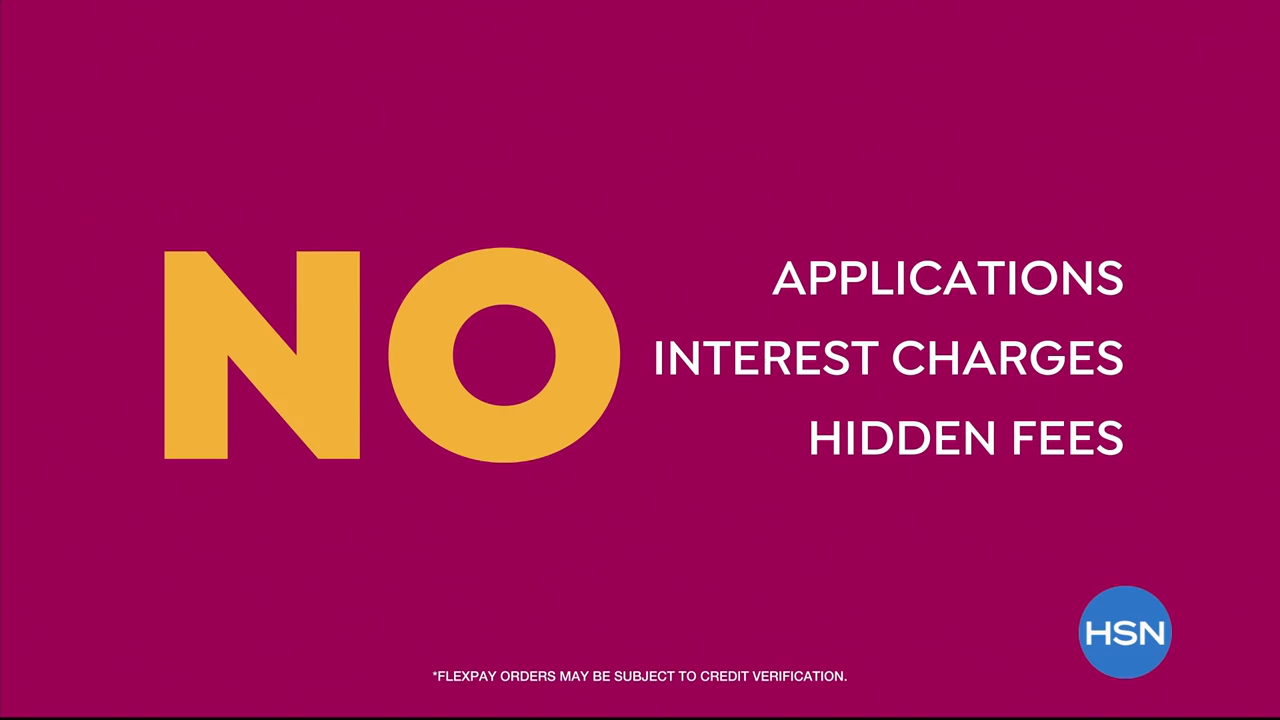 NO
APPLICATIONS
INTEREST CHARGES
HIDDEN FEES
HSN
*FLEXPAY ORDERS MAY BE SUBJECT TO CREDIT VERIFICATION.